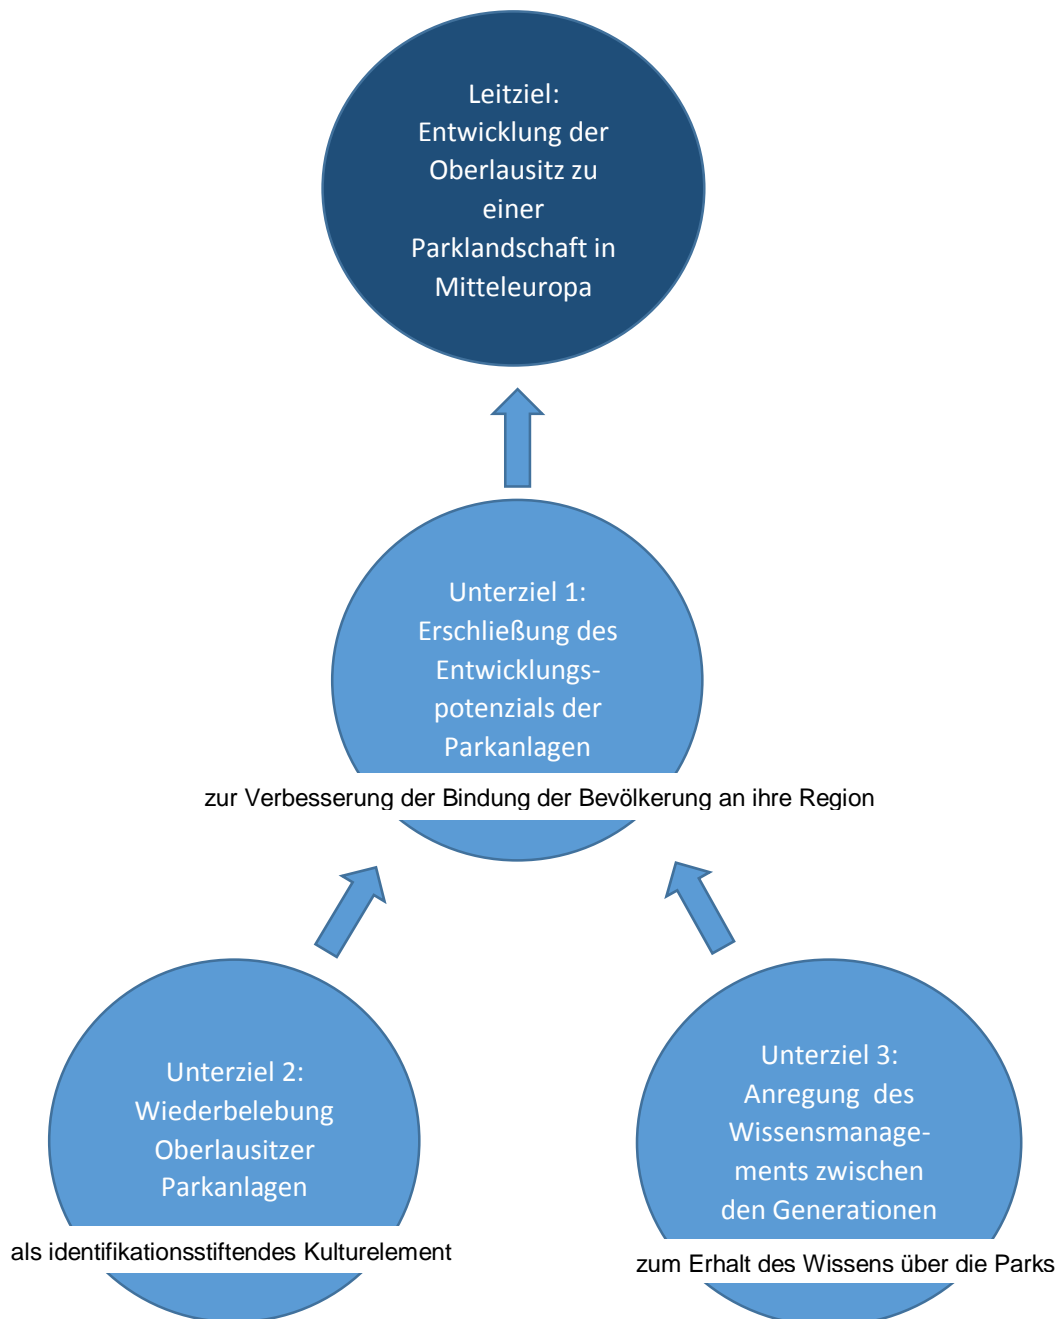 Leitziel:
Entwicklung der
Oberlausitz zu
einer
Parklandschaft in
Mitteleuropa
Unterziel 1:
Erschließung des
Entwicklungs-
potenzials der
Parkanlagen
zur Verbesserung der Bindung der Bevölkerung an ihre Region
Unterziel 2:
Wiederbelebung
Oberlausitzer
Parkanlagen
als identifikationsstiftendes Kulturelement
Unterziel 3:
Anregung  des
Wissensmanage-
ments zwischen
den Generationen
zum Erhalt des Wissens über die Parks